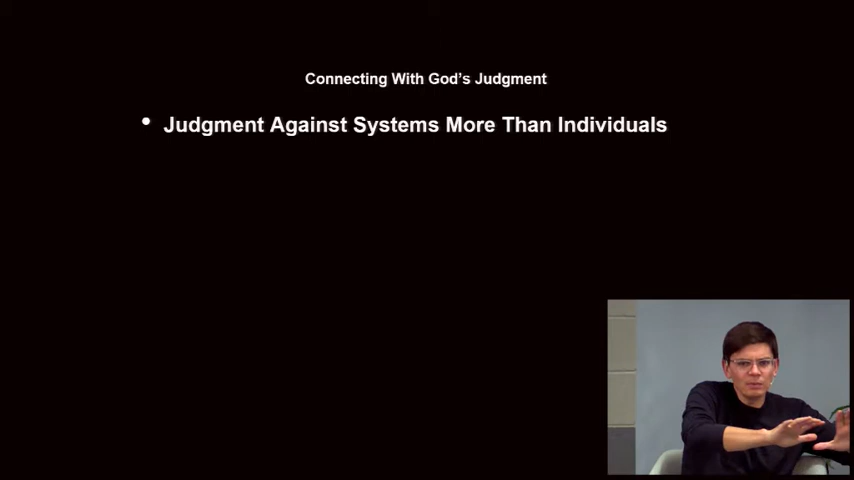 Connecting With God’s Judgment
• Judgment Against Systems More Than Individuals